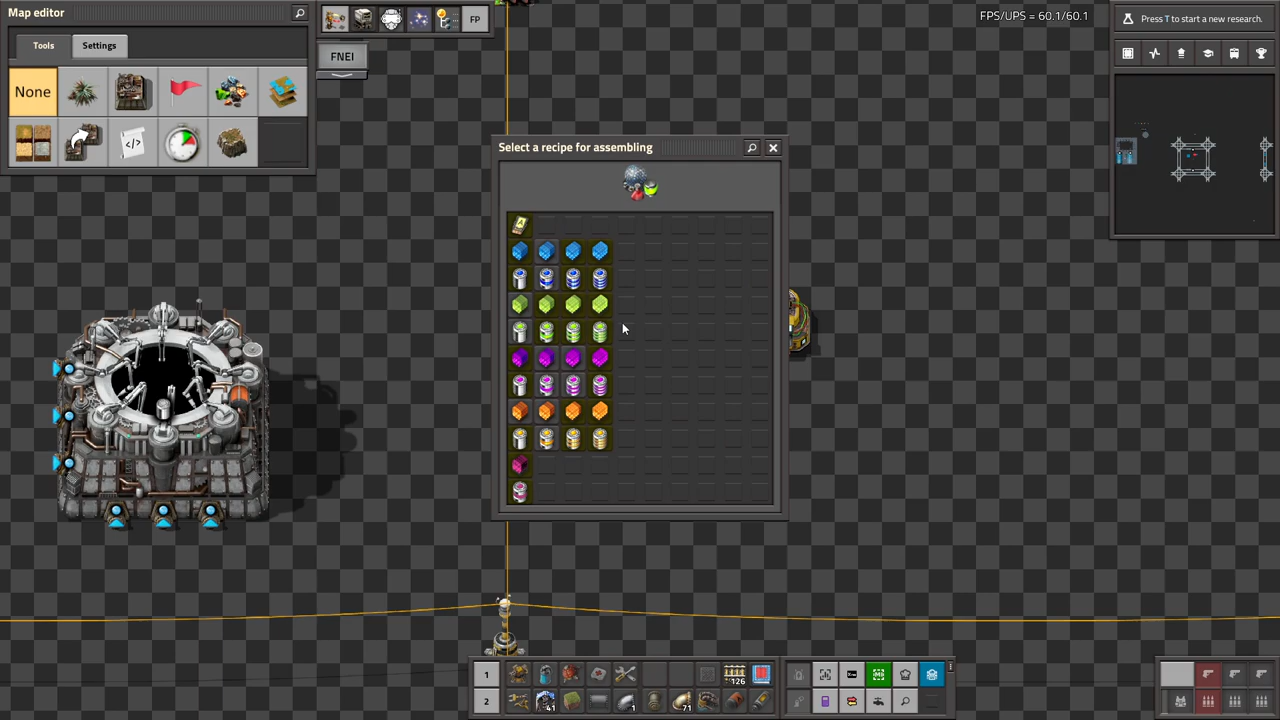 Map editor
FP
FPS/UPS = 60.1/60.1
Press T to start a new research.
Tools
Settings
FNEI
None
</>
Select a recipe for assembling
1
126
2
41
1
71